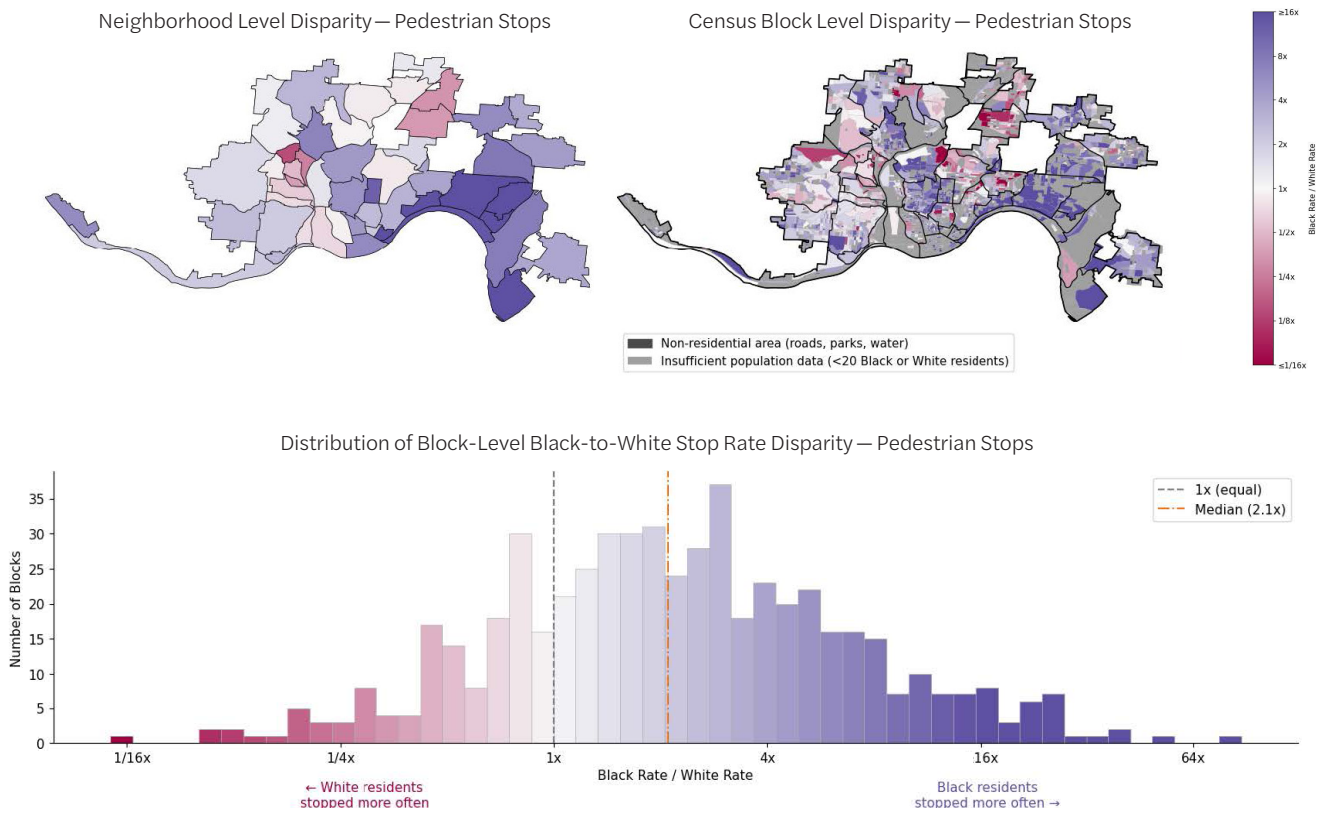 Neighborhood Level Disparity — Pedestrian Stops
Census Block Level Disparity — Pedestrian Stops
≥16x
8x
4x
2x
1x
1/2x
1/4x
1/8x
≤1/16x
Black Rate / White Rate
Non-residential area (roads, parks, water)
Insufficient population data (<20 Black or White residents)
Distribution of Block-Level Black-to-White Stop Rate Disparity — Pedestrian Stops
1x (equal)
Median (2.1x)
Number of Blocks
35
30
25
20
15
10
5
0
1/16x
1/4x
1x
4x
16x
64x
Black Rate / White Rate
← White residents
stopped more often
Black residents
stopped more often →